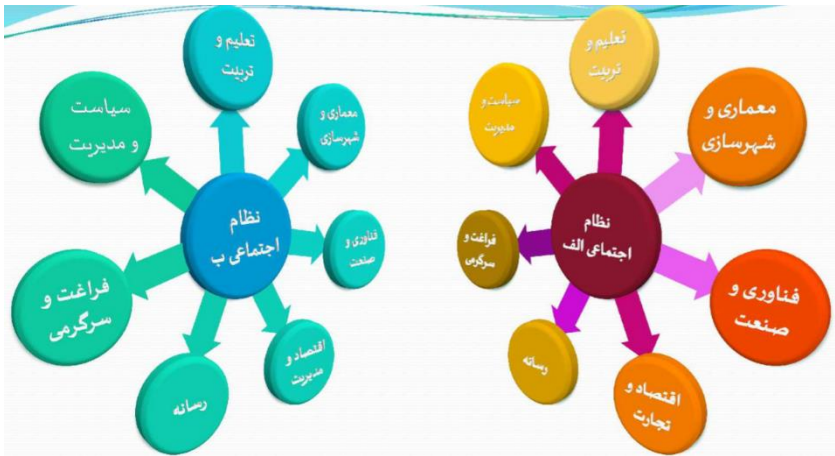 تعلیم و
تربیت
معماری و
شهرسازی
فناوری و
صنعت
اقتصاد و
تجارت
رسانه
فراغت و
سرگرمی
سیاست و
مدیریت
نظام
اجتماعی الف
تعلیم و
تربیت
معماری و
شهرسازی
فناوری و
صنعت
اقتصاد و
مدیریت
رسانه
فراغت و
سرگرمی
سیاست
و مدیریت
نظام
اجتماعی ب